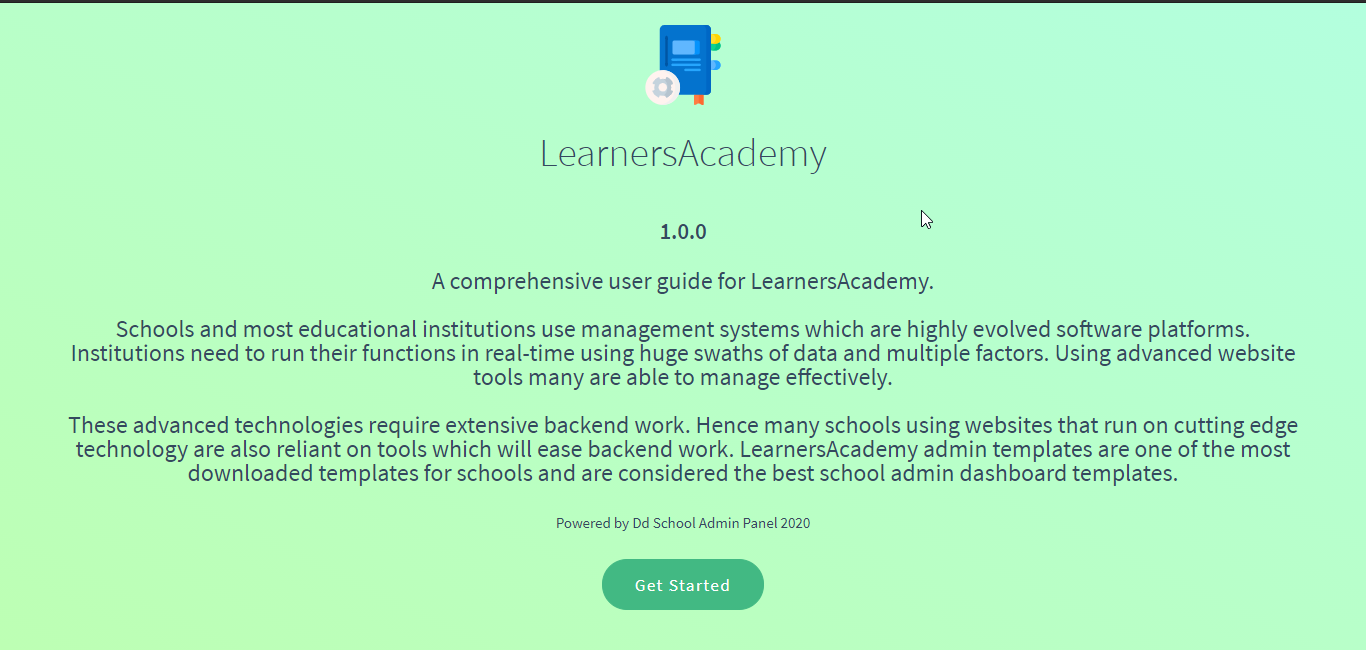 LearnersAcademy
1.0.0
A comprehensive user guide for LearnersAcademy.
Schools and most educational institutions use management systems which are highly evolved software platforms.
Institutions need to run their functions in real-time using huge swaths of data and multiple factors. Using advanced website
tools many are able to manage effectively.
These advanced technologies require extensive backend work. Hence many schools using websites that run on cutting edge
technology are also reliant on tools which will ease backend work. LearnersAcademy admin templates are one of the most
downloaded templates for schools and are considered the best school admin dashboard templates.
Powered by Dd School Admin Panel 2020
Get Started